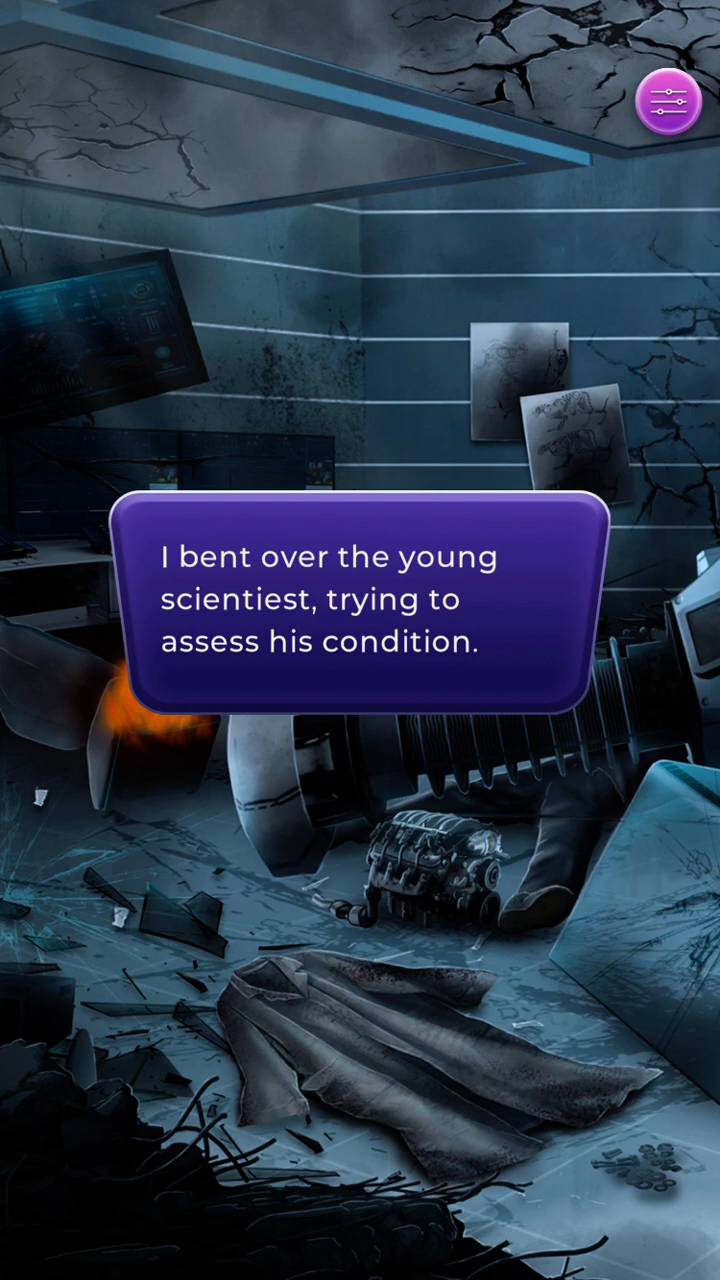 I bent over the young
scientiest, trying to
assess his condition.